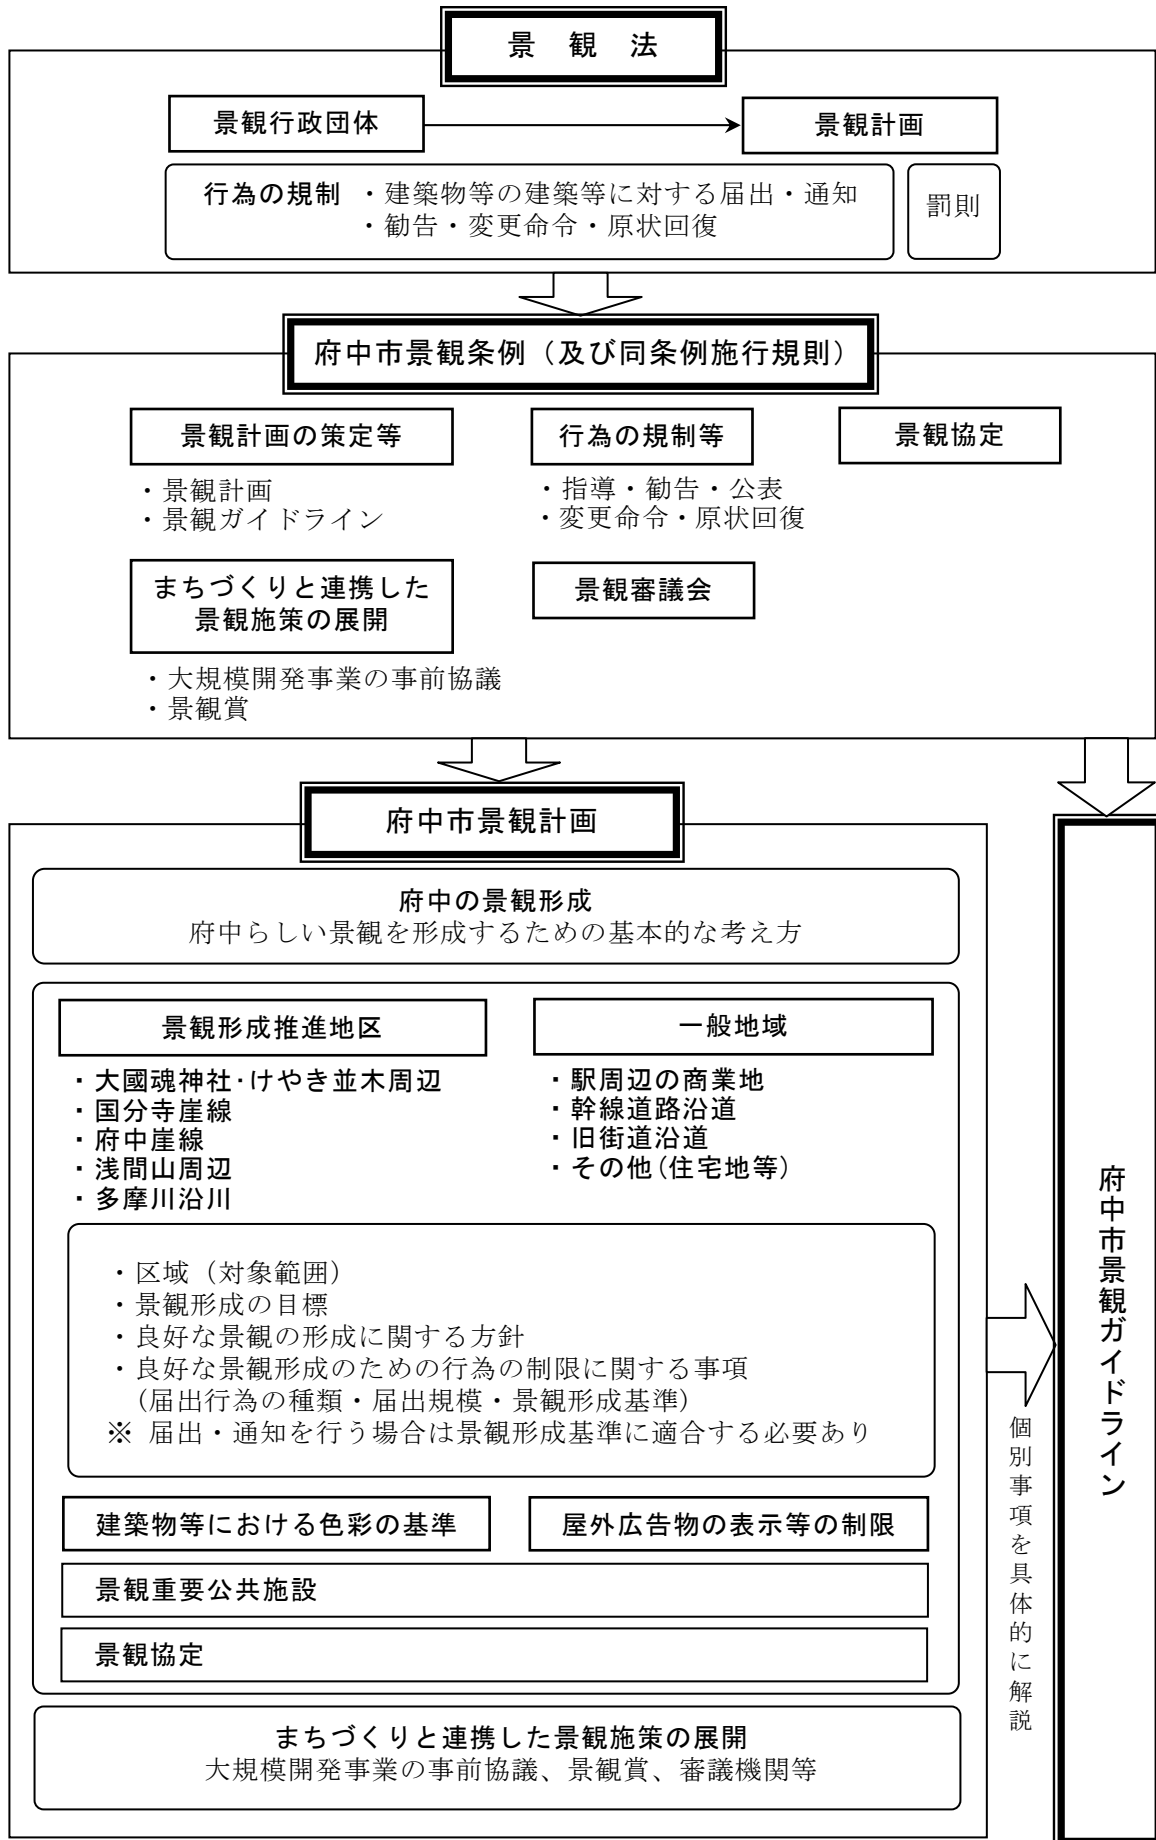 景観法
景観行政団体
景観計画
行為の規制 ・建築物等の建築等に対する届出・通知
・勧告・変更命令・原状回復
罰則
府中市景観条例（及び同条例施行規則）
景観計画の策定等
・景観計画
・景観ガイドライン
行為の規制等
・指導・勧告・公表
・変更命令・原状回復
景観協定
まちづくりと連携した
景観施策の展開
・大規模開発事業の事前協議
・景観賞
景観審議会
府中市景観計画
府中の景観形成
府中らしい景観を形成するための基本的な考え方
景観形成推進地区
・大國魂神社・けやき並木周辺
・国分寺崖線
・府中崖線
・浅間山周辺
・多摩川沿川
一般地域
・駅周辺の商業地
・幹線道路沿道
・旧街道沿道
・その他（住宅地等）
・区域（対象範囲）
・景観形成の目標
・良好な景観の形成に関する方針
・良好な景観形成のための行為の制限に関する事項
（届出行為の種類・届出規模・景観形成基準）
※ 届出・通知を行う場合は景観形成基準に適合する必要あり
建築物等における色彩の基準
屋外広告物の表示等の制限
景観重要公共施設
景観協定
まちづくりと連携した景観施策の展開
大規模開発事業の事前協議、景観賞、審議機関等
個別事項を具体的に解説
府中市景観ガイドライン